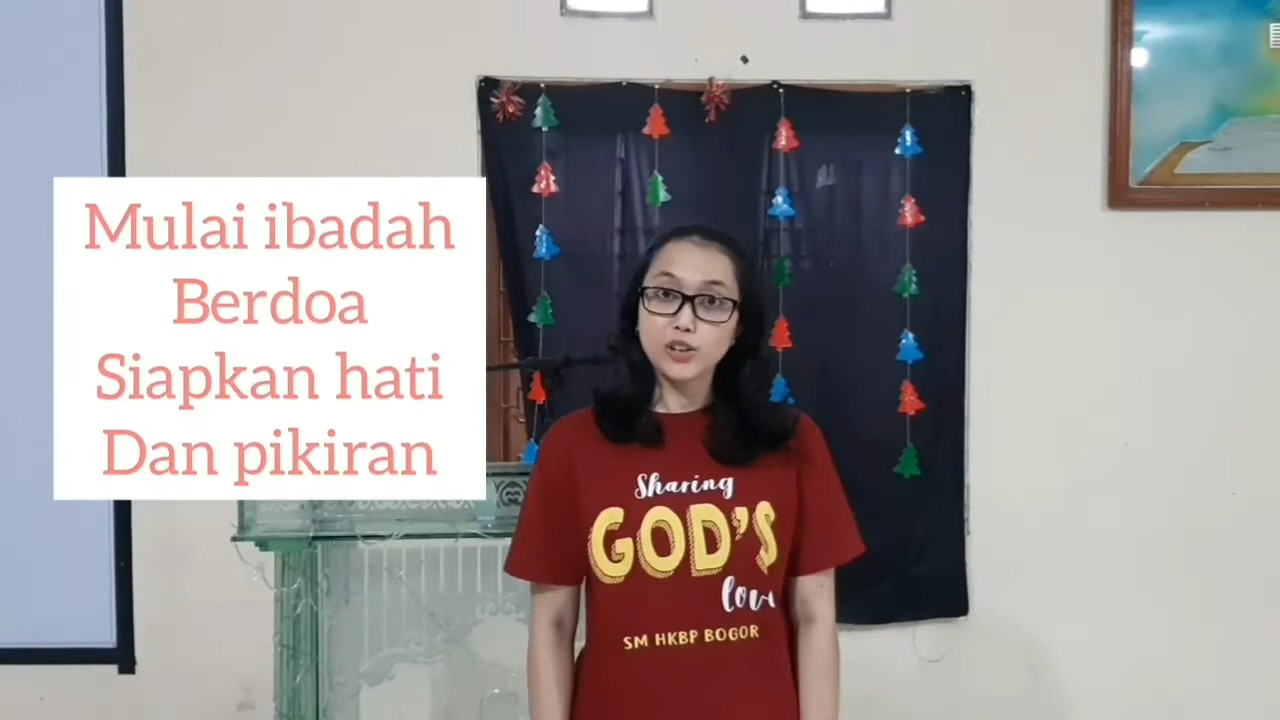 Mulai ibadah
Berdoa
Siapkan hati
Dan pikiran
Sharing
GOD'S
love
SM HKBP BOGOR